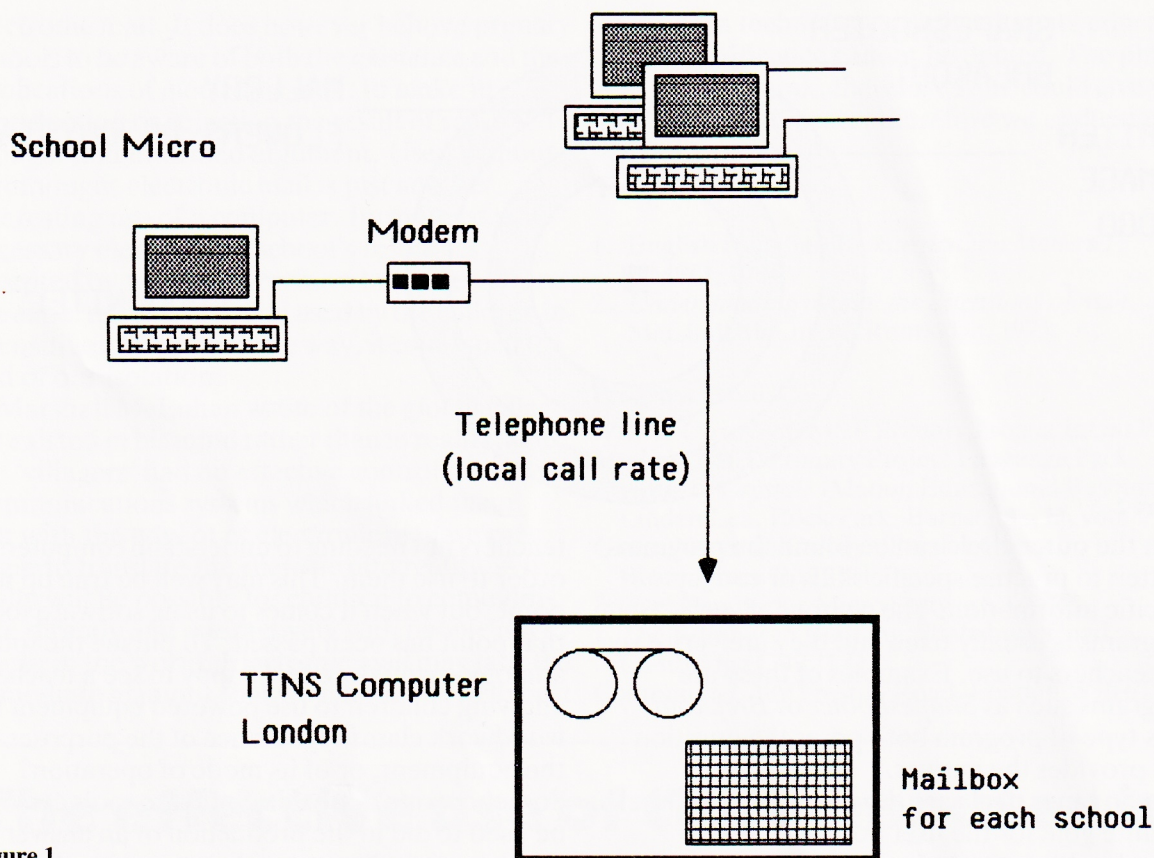 School Micro
Modem
Telephone line
(local call rate)
TTNS Computer
London
Mailbox
for each school